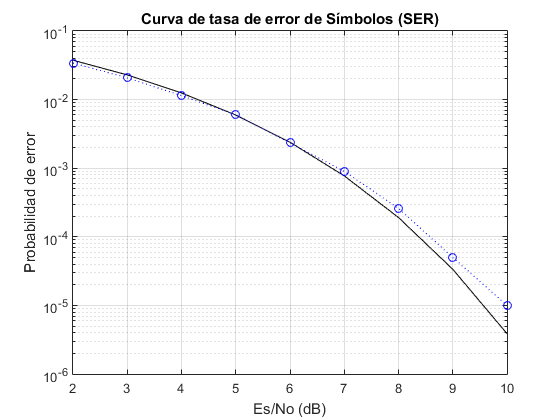 Curva de tasa de error de Símbolos (SER)
10^-1
10^-2
10^-3
10^-4
10^-5
10^-6
Probabilidad de error
2 3 4 5 6 7 8 9 10
Es/No (dB)